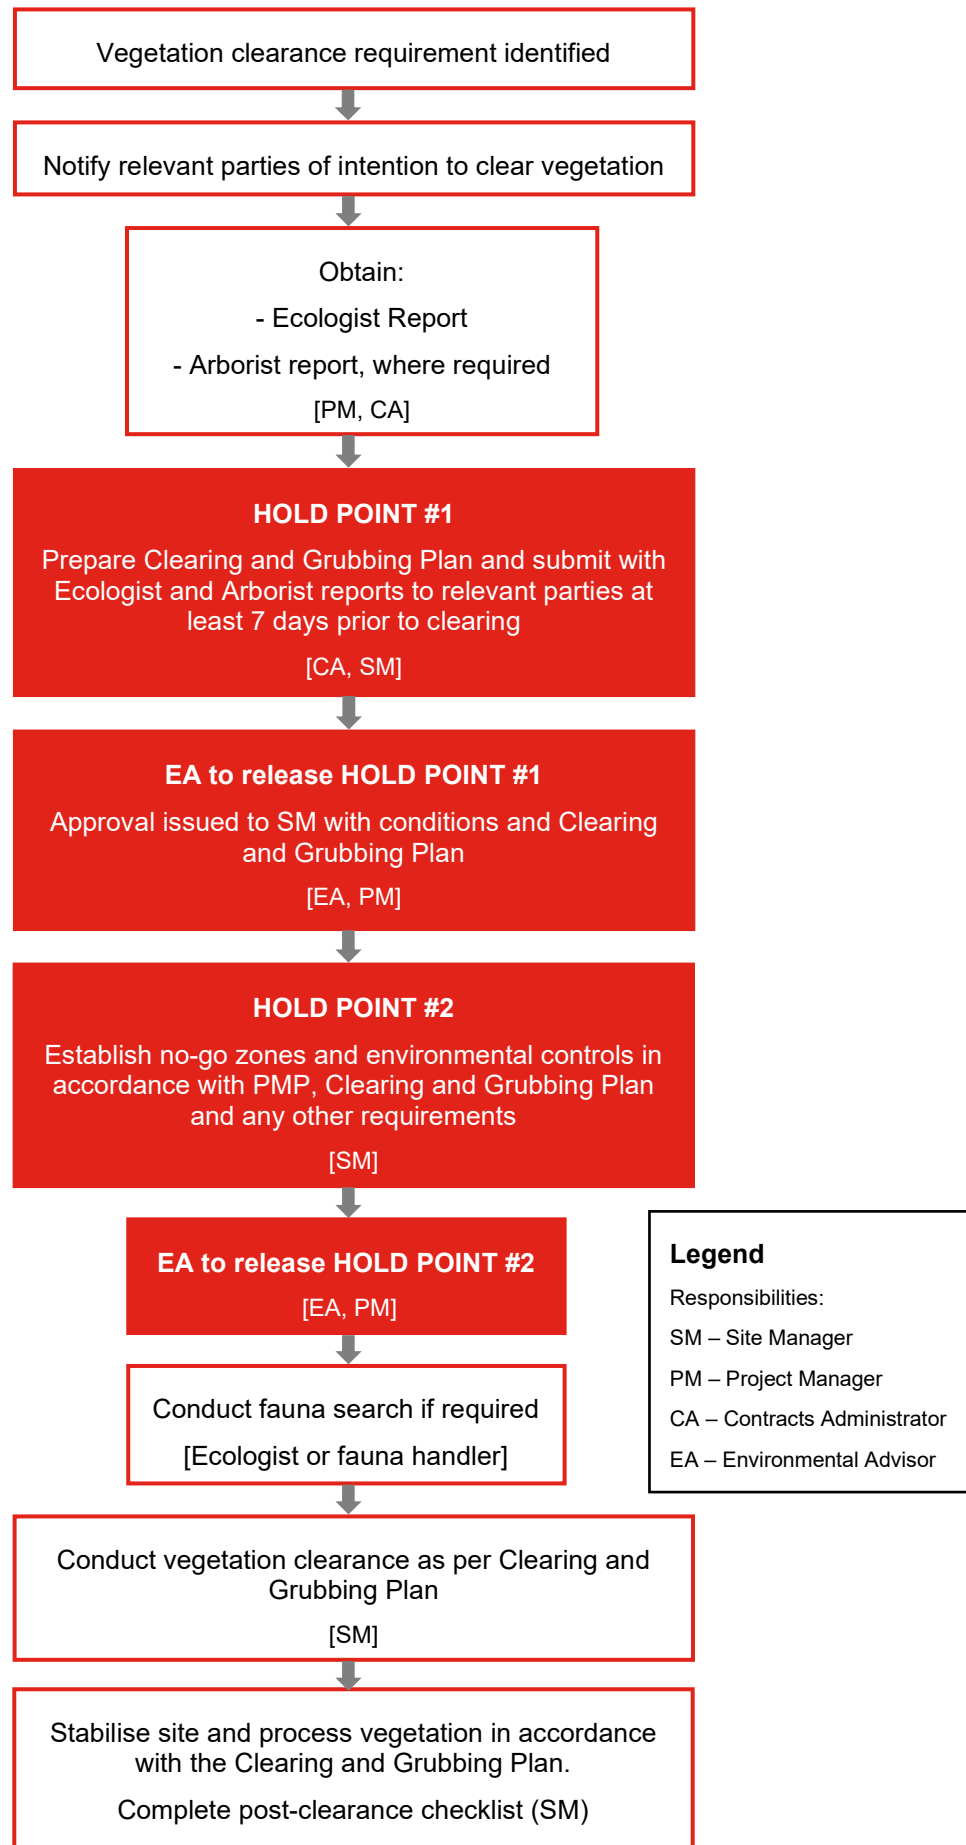 Vegetation clearance requirement identified
Notify relevant parties of intention to clear vegetation
Obtain:
- Ecologist Report
- Arborist report, where required
[PM, CA]
HOLD POINT #1
Prepare Clearing and Grubbing Plan and submit with
Ecologist and Arborist reports to relevant parties at
least 7 days prior to clearing
[CA, SM]
EA to release HOLD POINT #1
Approval issued to SM with conditions and Clearing
and Grubbing Plan
[EA, PM]
HOLD POINT #2
Establish no-go zones and environmental controls in
accordance with PMP, Clearing and Grubbing Plan
and any other requirements
[SM]
EA to release HOLD POINT #2
[EA, PM]
Conduct fauna search if required
[Ecologist or fauna handler]
Conduct vegetation clearance as per Clearing and
Grubbing Plan
[SM]
Stabilise site and process vegetation in accordance
with the Clearing and Grubbing Plan.
Complete post-clearance checklist (SM)
Legend
Responsibilities:
SM – Site Manager
PM – Project Manager
CA – Contracts Administrator
EA – Environmental Advisor